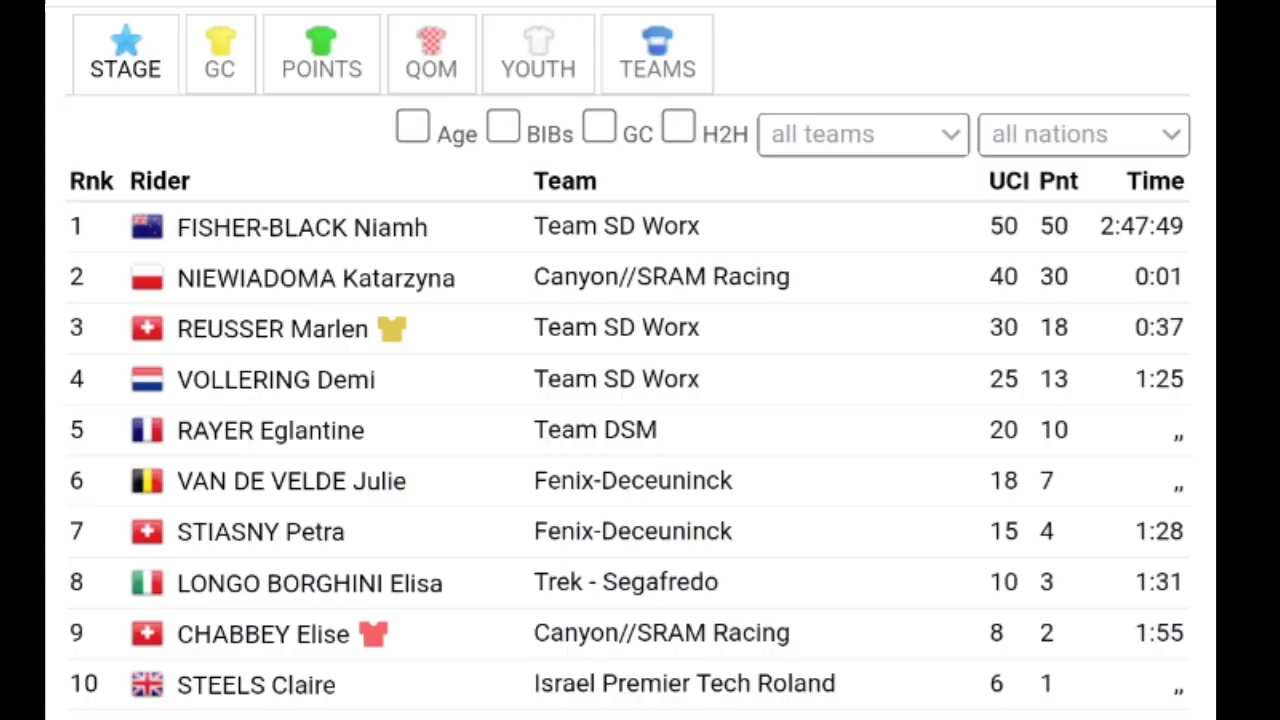 STAGE GC POINTS QOM YOUTH TEAMS
Age BIBs GC H2H all teams all nations
Rnk Rider Team UCI Pnt Time
1 FISHER-BLACK Niamh Team SD Worx 50 50 2:47:49
2 NIEWIADOMA Katarzyna Canyon//SRAM Racing 40 30 0:01
3 REUSSER Marlen Team SD Worx 30 18 0:37
4 VOLLERING Demi Team SD Worx 25 13 1:25
5 RAYER Eglantine Team DSM 20 10 ,,
6 VAN DE VELDE Julie Fenix-Deceuninck 18 7 ,,
7 STIASNY Petra Fenix-Deceuninck 15 4 1:28
8 LONGO BORGHINI Elisa Trek - Segafredo 10 3 1:31
9 CHABBEY Elise Canyon//SRAM Racing 8 2 1:55
10 STEELS Claire Israel Premier Tech Roland 6 1 ,,